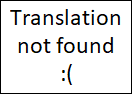 Translation
not found
:(